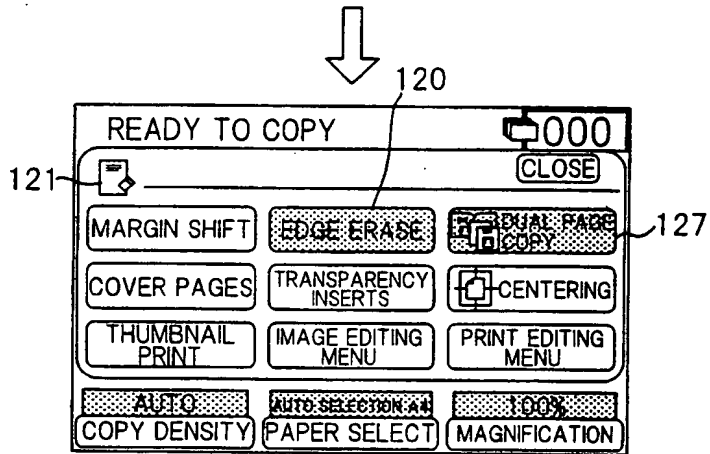 120
READY TO COPY 000
CLOSE
121
MARGIN SHIFT EDGE ERASE DUAL PAGE
COPY
127
COVER PAGES TRANSPARENCY
INSERTS CENTERING
THUMBNAIL
PRINT IMAGE EDITING
MENU PRINT EDITING
MENU
AUTO AUTO SELECTION A4 100%
COPY DENSITY PAPER SELECT MAGNIFICATION